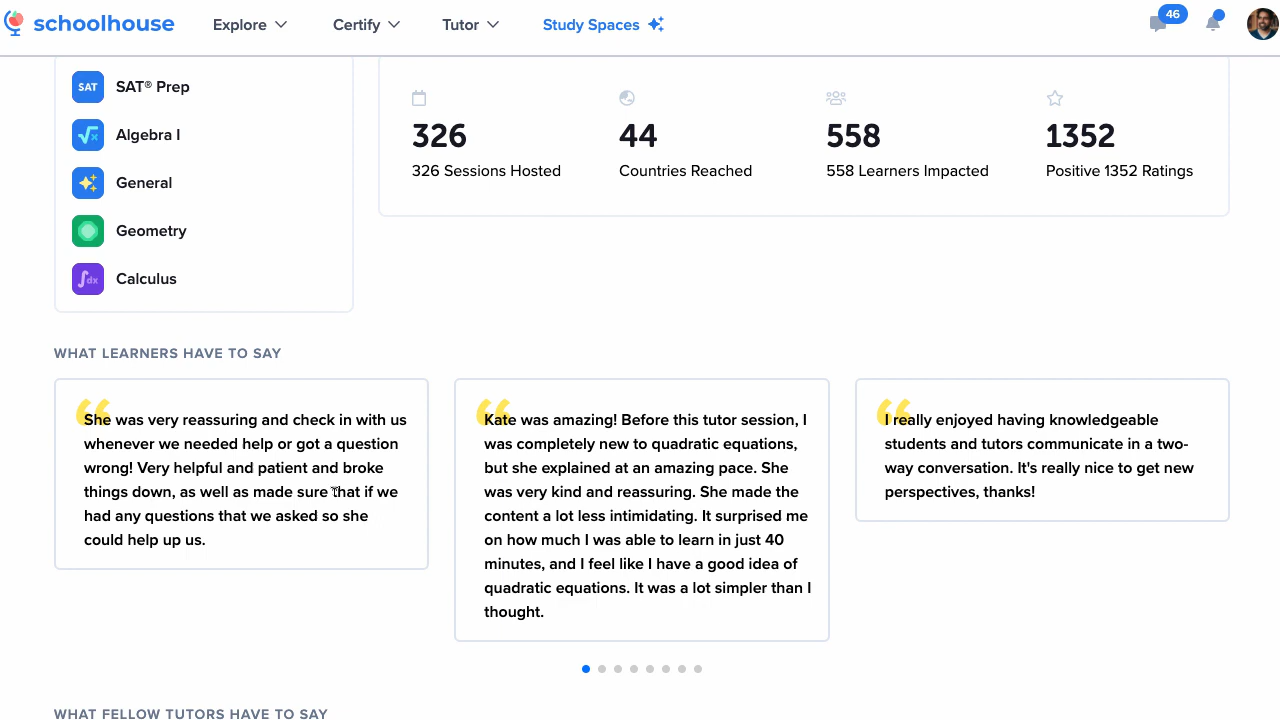 schoolhouse
Explore
Certify
Tutor
Study Spaces
46
SAT
SAT® Prep
Algebra I
General
Geometry
∫dx
Calculus
326
326 Sessions Hosted
44
Countries Reached
558
558 Learners Impacted
1352
Positive 1352 Ratings
WHAT LEARNERS HAVE TO SAY
She was very reassuring and check in with us
whenever we needed help or got a question
wrong! Very helpful and patient and broke
things down, as well as made sure that if we
had any questions that we asked so she
could help up us.
Kate was amazing! Before this tutor session, I
was completely new to quadratic equations,
but she explained at an amazing pace. She
was very kind and reassuring. She made the
content a lot less intimidating. It surprised me
on how much I was able to learn in just 40
minutes, and I feel like I have a good idea of
quadratic equations. It was a lot simpler than I
thought.
I really enjoyed having knowledgeable
students and tutors communicate in a two-
way conversation. It's really nice to get new
perspectives, thanks!
WHAT FELLOW TUTORS HAVE TO SAY